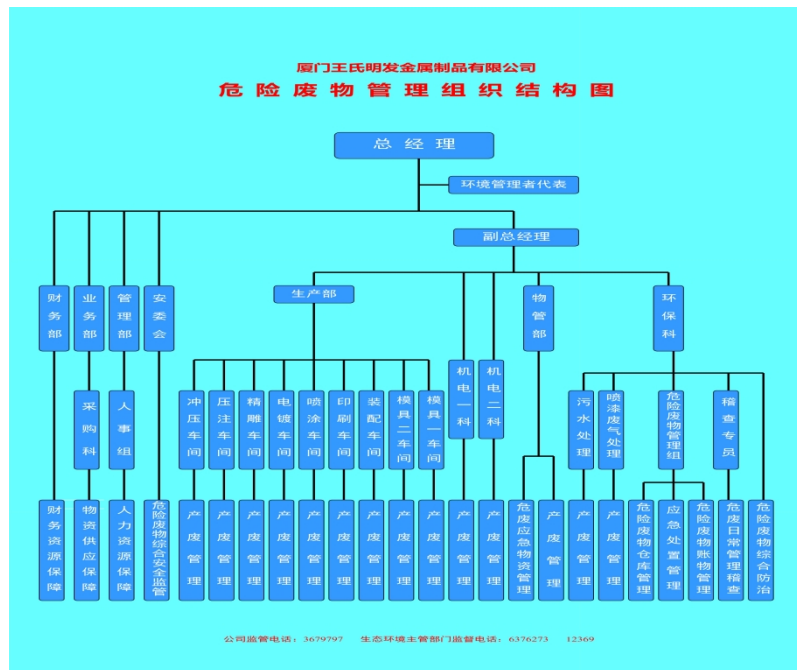 厦门王氏明发金属制品有限公司
危险废物管理组织结构图
总经理
环境管理者代表
副总经理
财务部
业务部
管理部
安委会
生产部
物管部
环保科
采购科
人事组
冲压车间
压注车间
精雕车间
电镀车间
喷涂车间
印刷车间
装配车间
模具二车间
模具一车间
机电一科
机电二科
污水处理
喷漆废气处理
危险废物管理组
稽查专员
财务资源保障
物资供应保障
人力资源保障
危险废物综合安全监管
产废管理
产废管理
产废管理
产废管理
产废管理
产废管理
产废管理
产废管理
产废管理
产废管理
产废管理
危废应急物资管理
产废管理
产废管理
产废管理
危险废物仓库管理
应急处置管理
危险废物账物管理
危废日常管理稽查
危险废物综合防治
公司监管电话：3679797 生态环境主管部门监督电话：6376273 12369